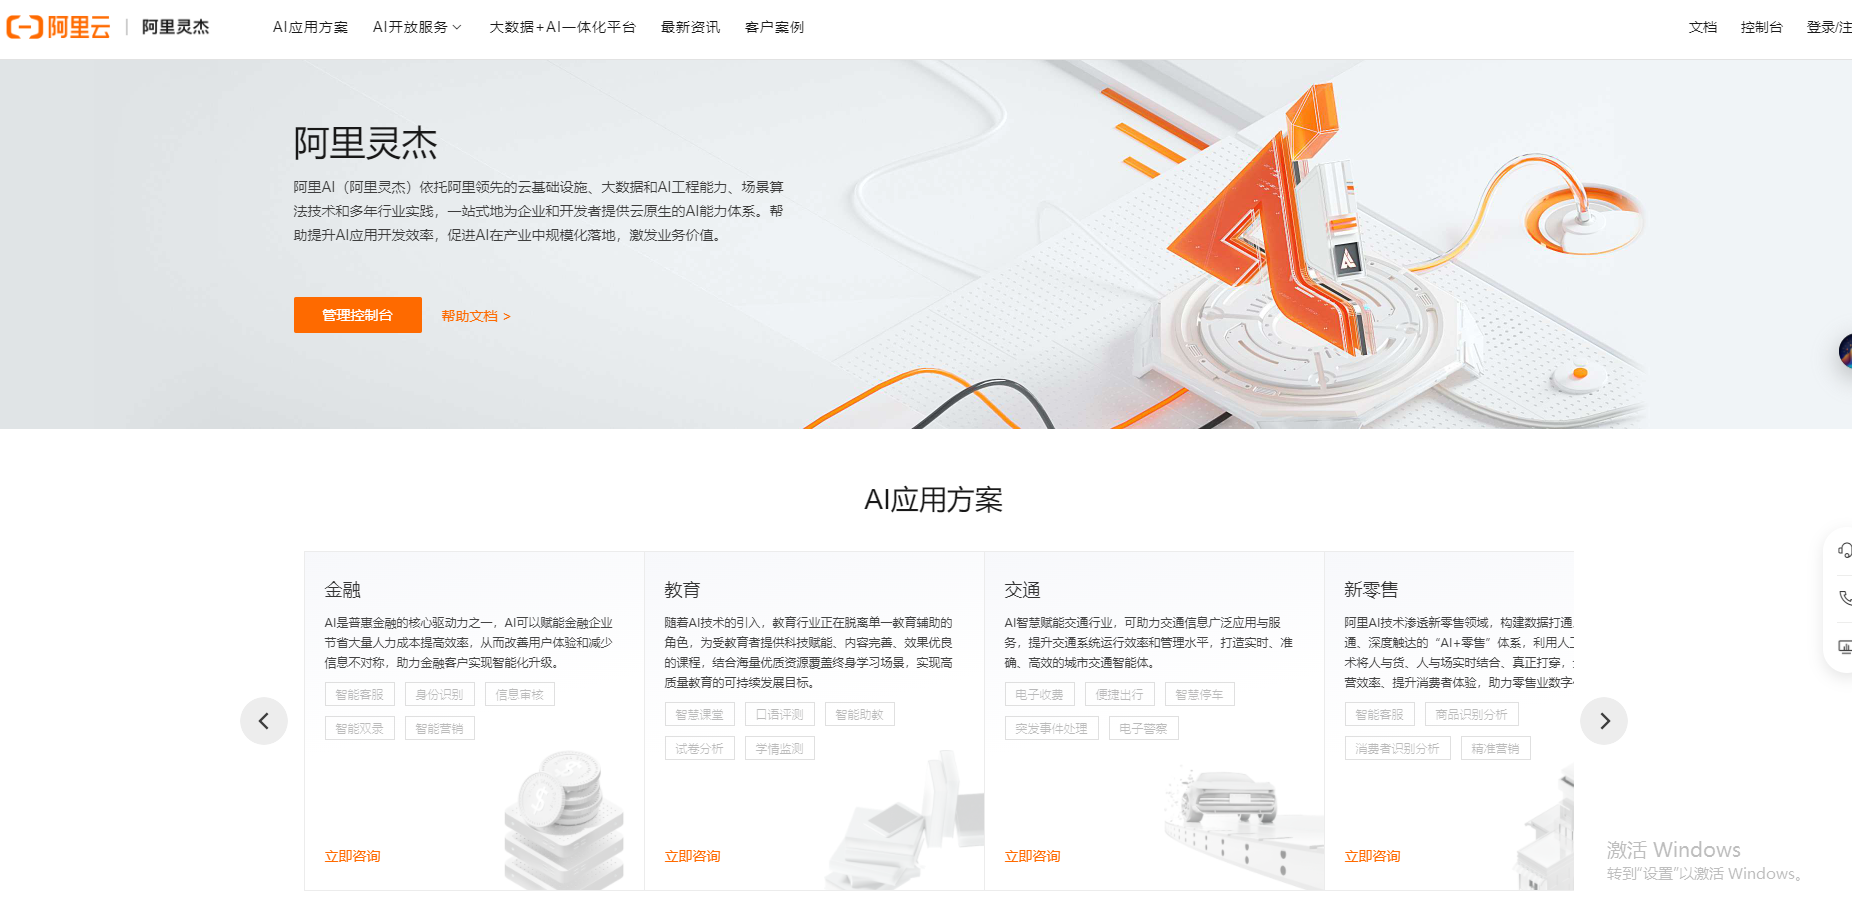 阿里云 | 阿里灵杰 AI应用方案 AI开放服务 大数据+AI一体化平台 最新资讯 客户案例 文档 控制台 登录/注
阿里灵杰
阿里AI（阿里灵杰）依托阿里领先的云基础设施、大数据和AI工程能力、场景算
法技术和多年行业实践，一站式地为企业和开发者提供云原生的AI能力体系。帮
助提升AI应用开发效率，促进AI在产业中规模化落地，激发业务价值。
管理控制台 帮助文档 >
AI应用方案
金融
AI是普惠金融的核心驱动力之一，AI可以赋能金融企业
节省大量人力成本提高效率，从而改善用户体验和减少
信息不对称，助力金融客户实现智能化升级。
智能客服 身份识别 信息审核
智能双录 智能营销
立即咨询
教育
随着AI技术的引入，教育行业正在脱离单一教育辅助的
角色，为受教育者提供科技赋能、内容完善、效果优良
的课程，结合海量优质资源覆盖终身学习场景，实现高
质量教育的可持续发展目标。
智慧课堂 口语评测 智能助教
试卷分析 学情监测
立即咨询
交通
AI智慧赋能交通行业，可助力交通信息广泛应用与服
务，提升交通系统运行效率和管理水平，打造实时、准
确、高效的城市交通智能体。
电子收费 便捷出行 智慧停车
突发事件处理 电子警察
立即咨询
新零售
阿里AI技术渗透新零售领域，构建数据打通
通、深度触达的“AI+零售”体系，利用人工
术将人与货、人与场实时结合、真正打穿，
营效率、提升消费者体验，助力零售业数字
智能客服 商品识别分析
消费者识别分析 精准营销
立即咨询
激活 Windows
转到“设置”以激活 Windows。